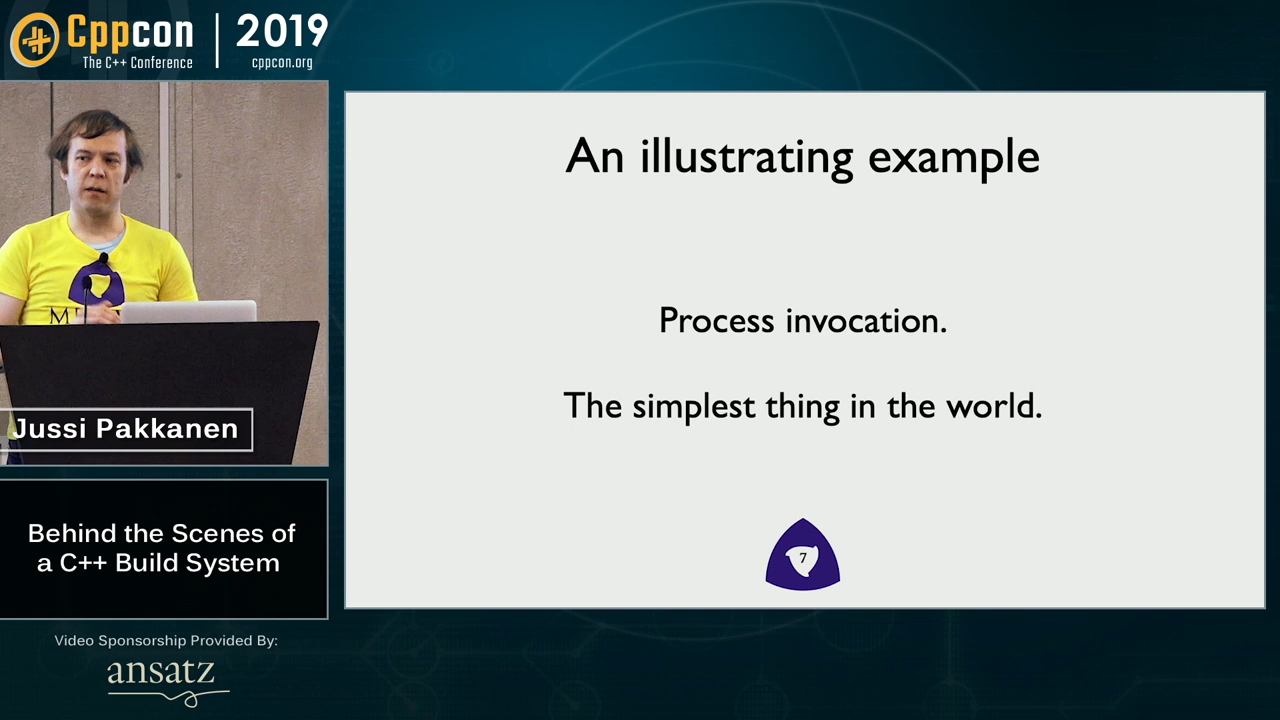 Cppcon
The C++ Conference
2019
cppcon.org
An illustrating example
Process invocation.
The simplest thing in the world.
7
Jussi Pakkanen
Behind the Scenes of
a C++ Build System
Video Sponsorship Provided By:
ansatz